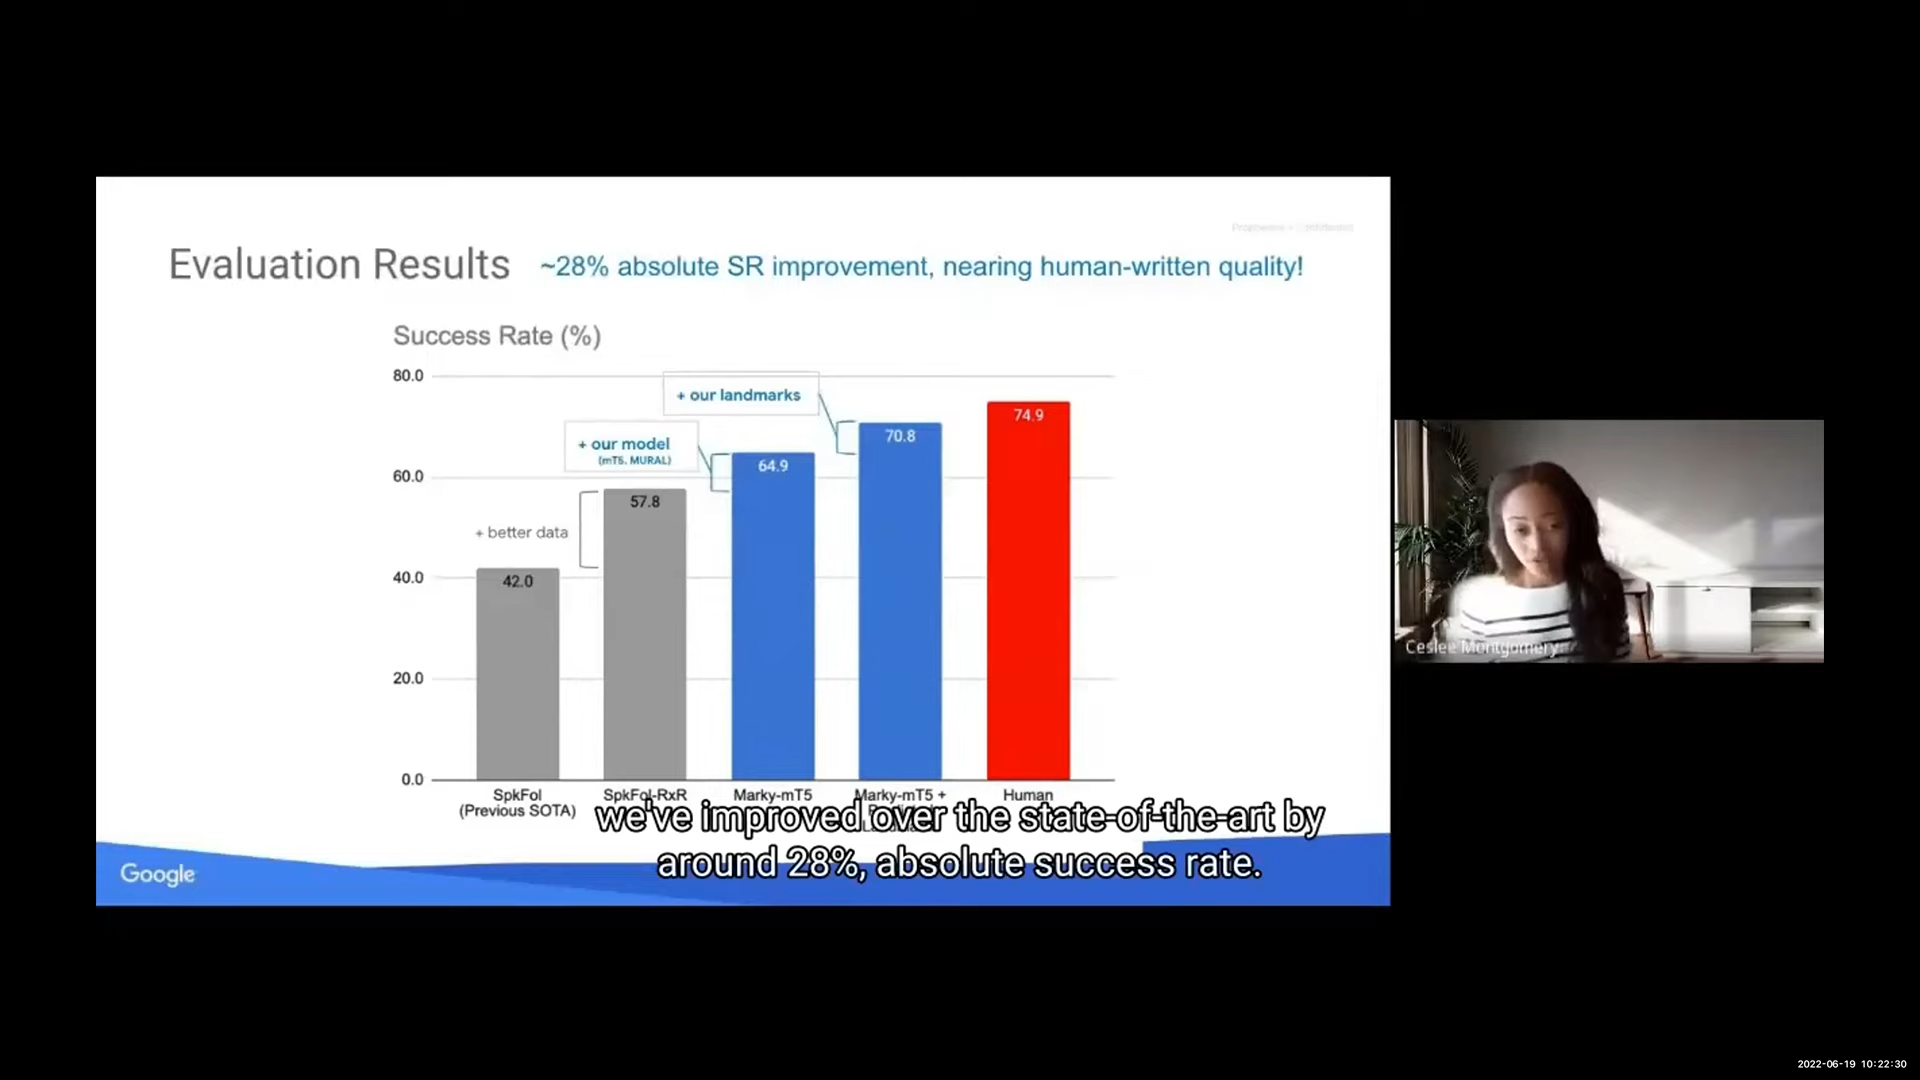 Evaluation Results
~28% absolute SR improvement, nearing human-written quality!
Success Rate (%)
80.0
60.0
40.0
20.0
0.0
+ our landmarks
+ our model
(mT5, MURAL)
+ better data
42.0
57.8
64.9
70.8
74.9
SpkFol
(Previous SOTA)
SpkFol-RxR
Marky-mT5
Marky-mT5 +
Human
we've improved over the state-of-the-art by
around 28%, absolute success rate.
Google
Ceslee Montgomery
2022-06-19 10:22:30